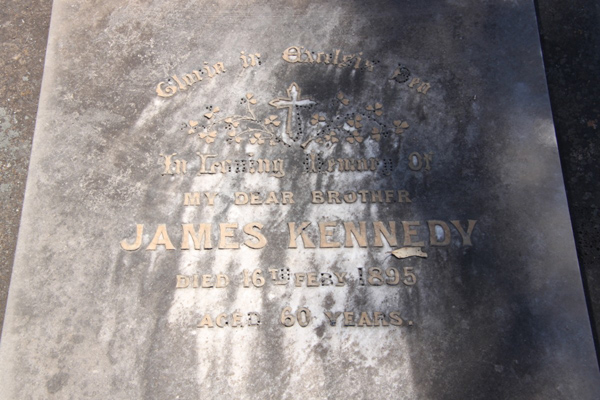 Gloria in Excelsis Deo
In Loving Memory Of
MY DEAR BROTHER
JAMES KENNEDY
DIED 16TH FEBY 1895
AGED 60 YEARS.